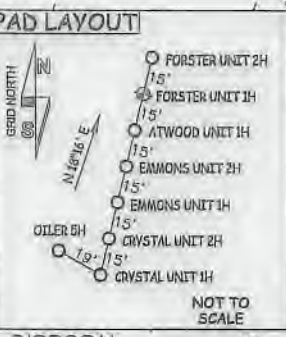 PAD LAYOUT
GRID NORTH
N
S
FORSTER UNIT 2H
15'
FORSTER UNIT 1H
15'
ATWOOD UNIT 1H
15'
N 18°16' E
EMMONS UNIT 2H
15'
EMMONS UNIT 1H
15'
OILER 5H
CRYSTAL UNIT 2H
15'
19'
CRYSTAL UNIT 1H
NOT TO
SCALE